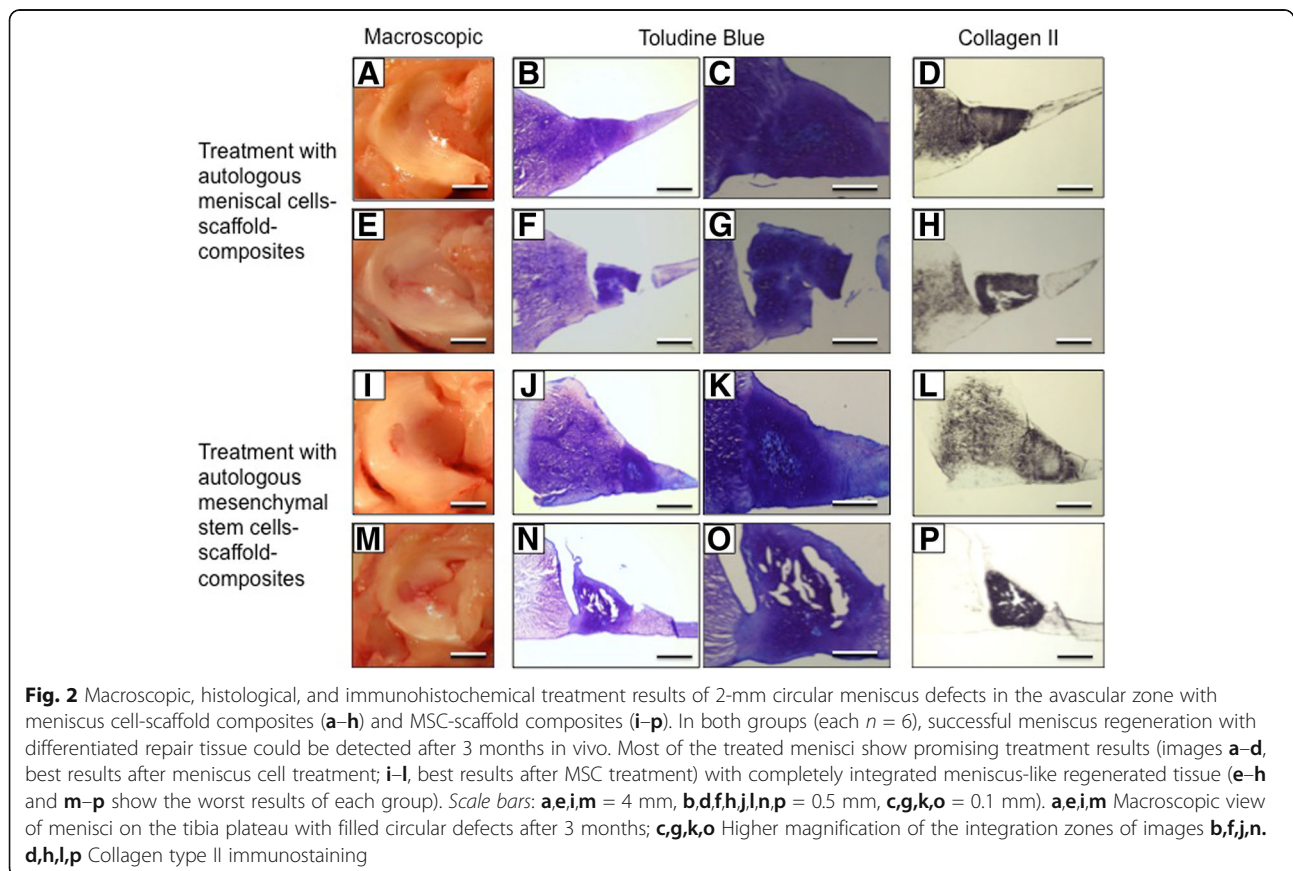 Macroscopic Toludine Blue Collagen II
A B C D
Treatment with
autologous
meniscal cells-
scaffold-
composites
E F G H
I J K L
Treatment with
autologous
mesenchymal
stem cells-
scaffold-
composites
M N O P
Fig. 2 Macroscopic, histological, and immunohistochemical treatment results of 2-mm circular meniscus defects in the avascular zone with
meniscus cell-scaffold composites (a–h) and MSC-scaffold composites (i–p). In both groups (each n = 6), successful meniscus regeneration with
differentiated repair tissue could be detected after 3 months in vivo. Most of the treated menisci show promising treatment results (images a–d,
best results after meniscus cell treatment; i–l, best results after MSC treatment) with completely integrated meniscus-like regenerated tissue (e–h
and m–p show the worst results of each group). Scale bars: a,e,i,m = 4 mm, b,d,f,h,j,l,n,p = 0.5 mm, c,g,k,o = 0.1 mm). a,e,i,m Macroscopic view
of menisci on the tibia plateau with filled circular defects after 3 months; c,g,k,o Higher magnification of the integration zones of images b,f,j,n.
d,h,l,p Collagen type II immunostaining